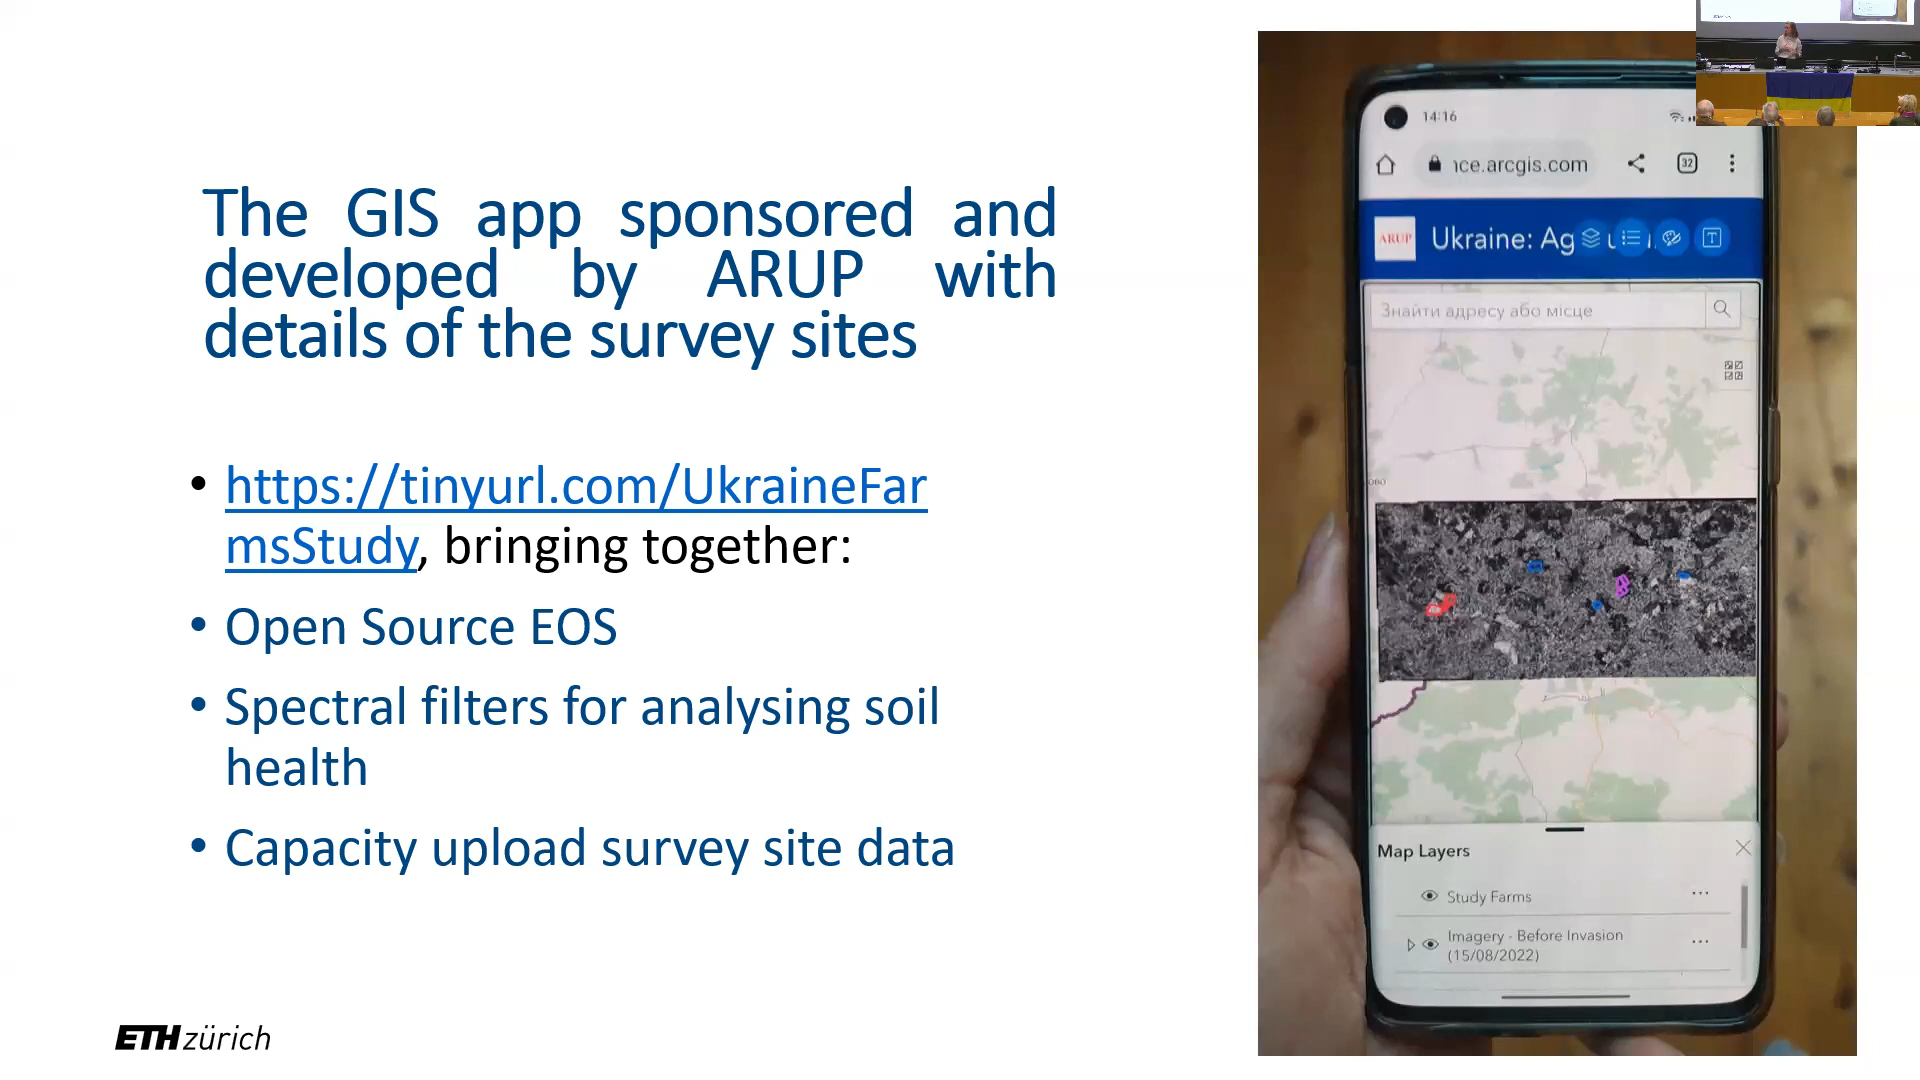 The GIS app sponsored and
developed by ARUP with
details of the survey sites
• https://tinyurl.com/UkraineFar
msStudy, bringing together:
• Open Source EOS
• Spectral filters for analysing soil
health
• Capacity upload survey site data
ETH zürich
14:16
ice.arcgis.com
32
ARUP
Ukraine: Ag
Знайти адресу або місце
Map Layers
Study Farms
Imagery - Before Invasion
(15/08/2022)